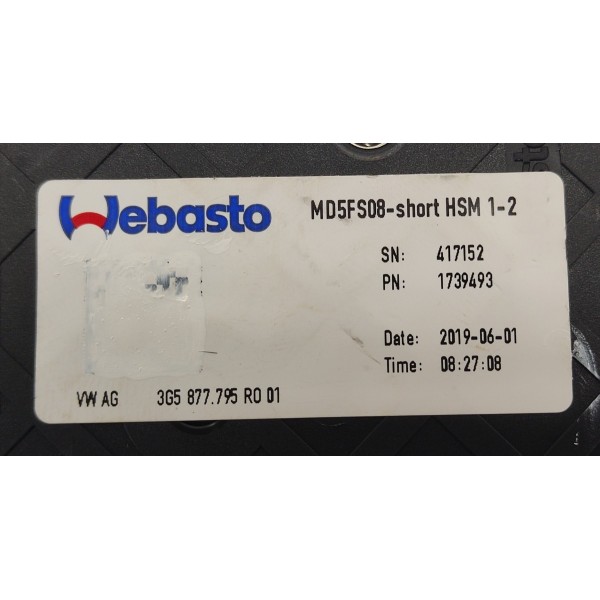 Webasto
MD5FS08-short HSM 1-2
SN: 417152
PN: 1739493
Date: 2019-06-01
Time: 08:27:08
VW AG 3G5 877.795 RO 01